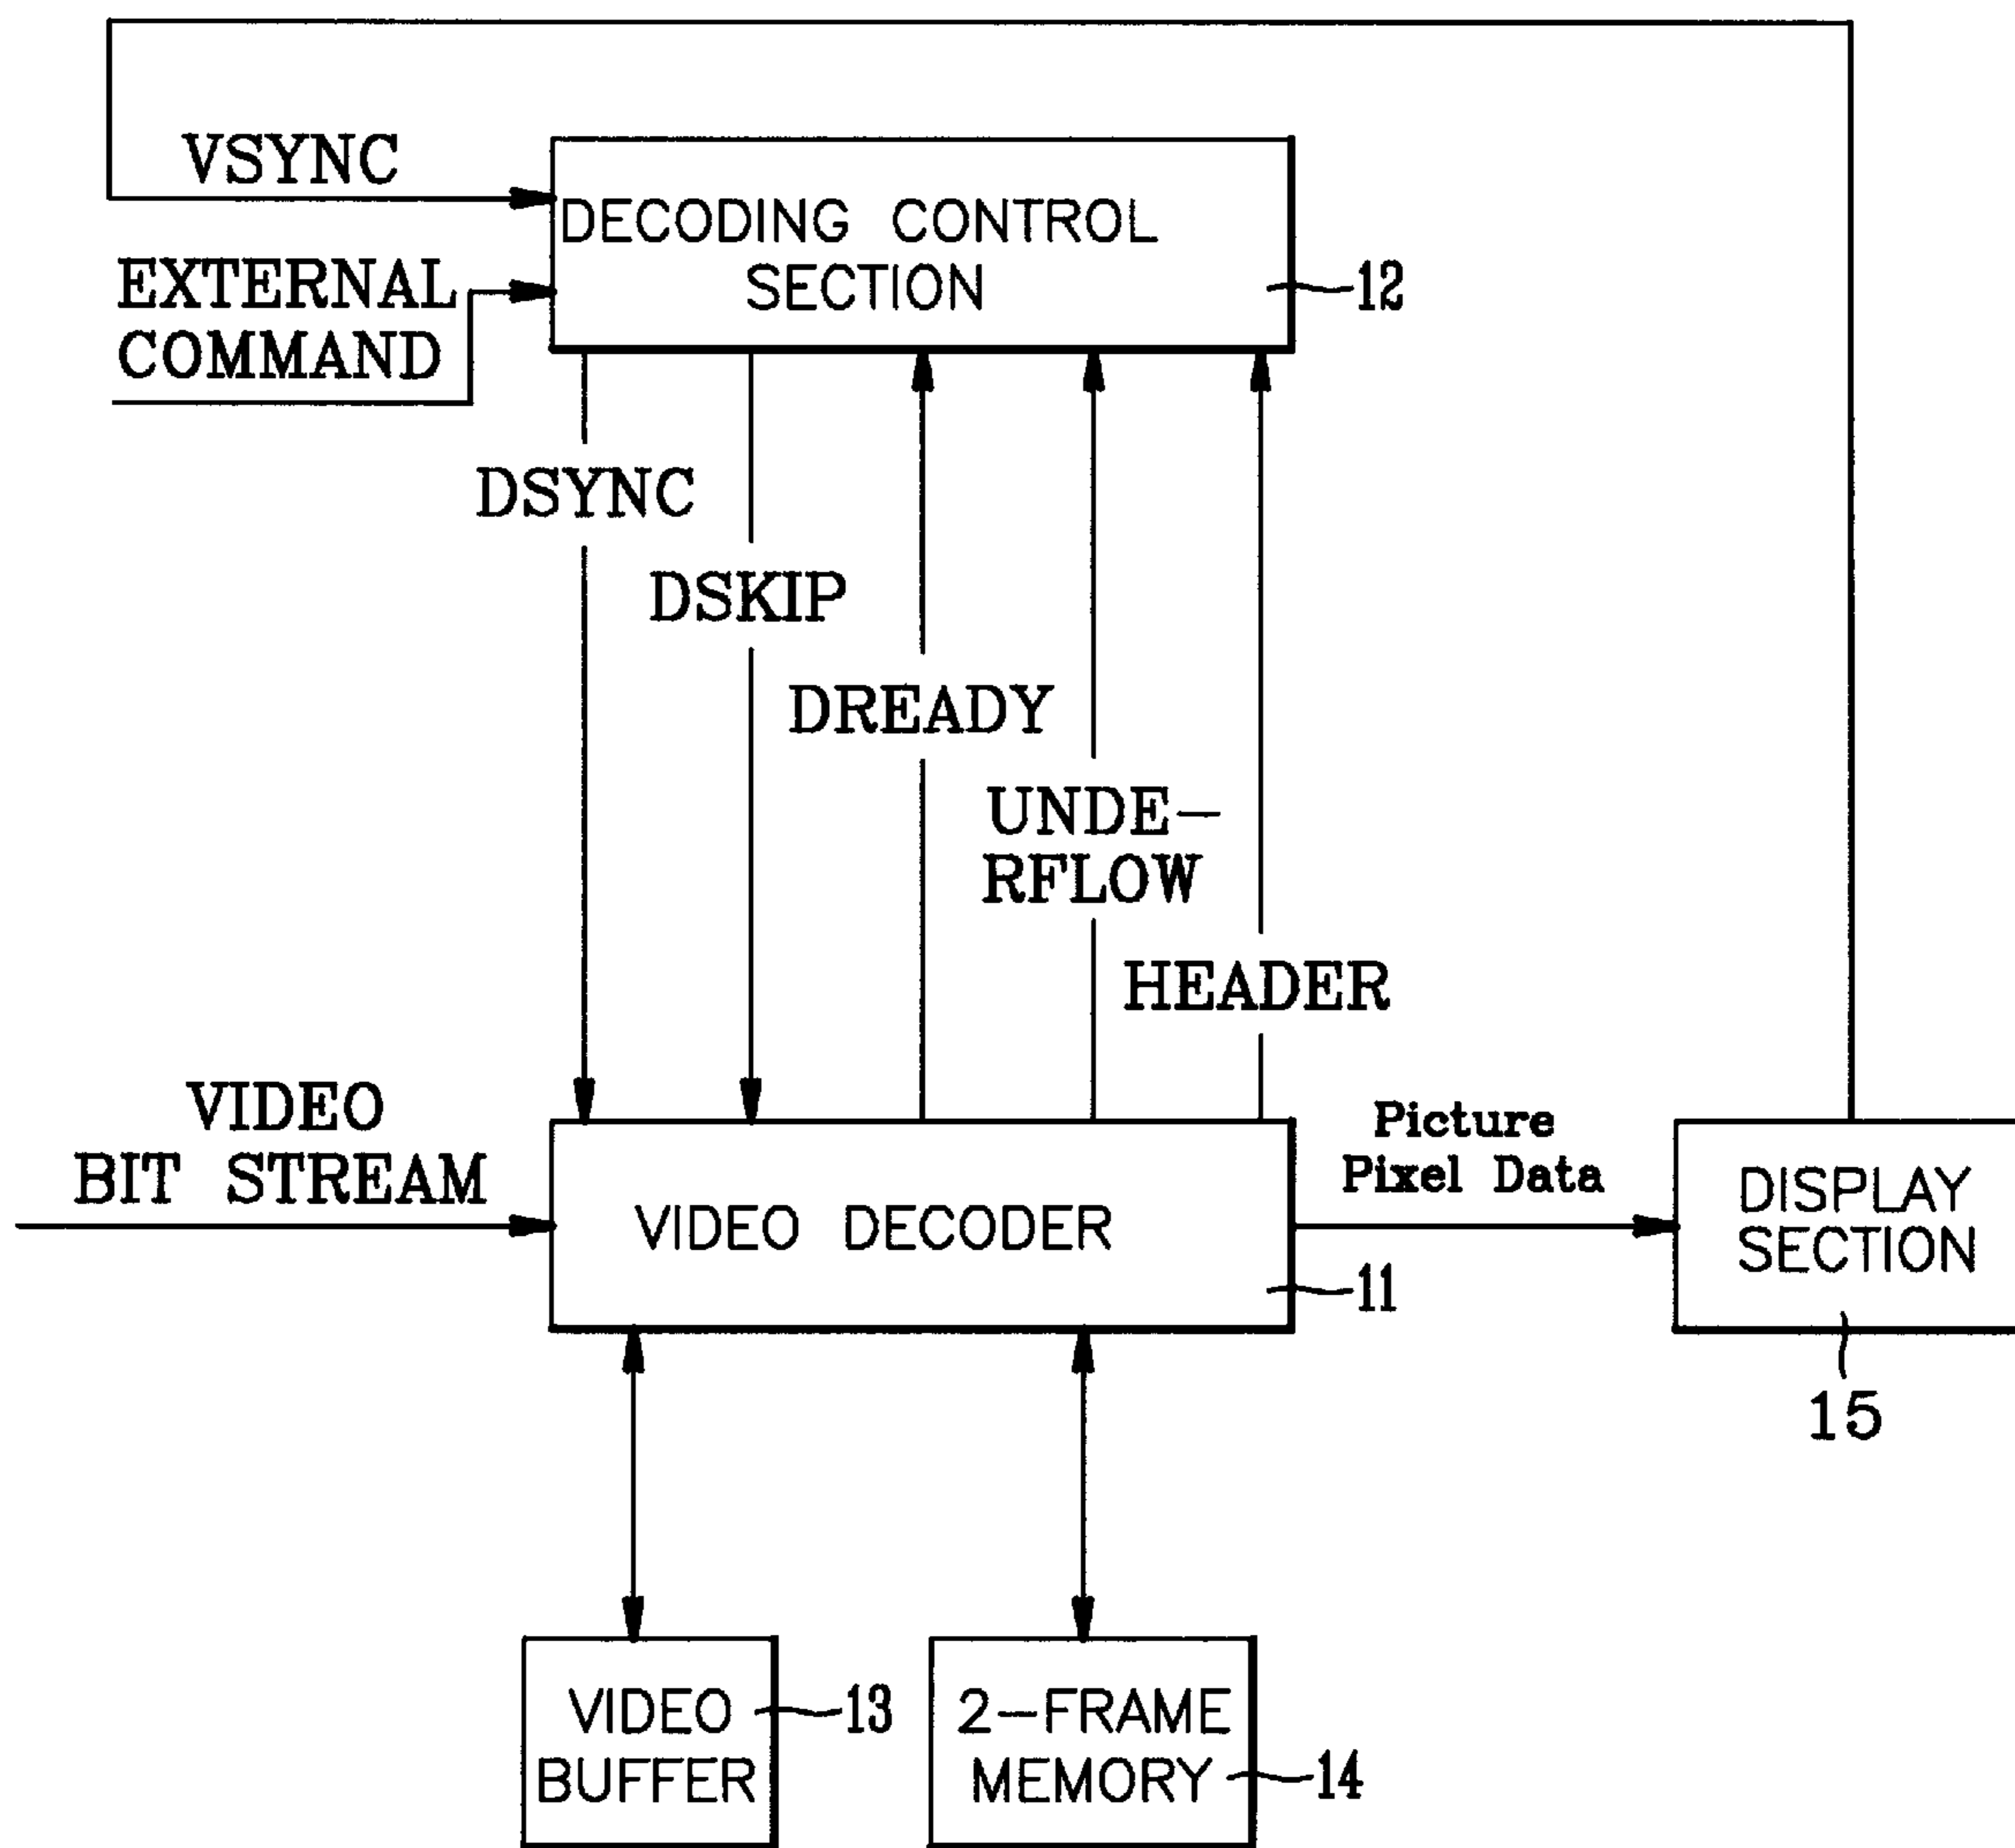 VSYNC
DECODING CONTROL
SECTION
12
EXTERNAL
COMMAND
DSYNC
DSKIP
DREADY
UNDE-
RFLOW
HEADER
VIDEO
BIT STREAM
VIDEO DECODER
11
Picture
Pixel Data
DISPLAY
SECTION
15
VIDEO
BUFFER
13
2-FRAME
MEMORY
14